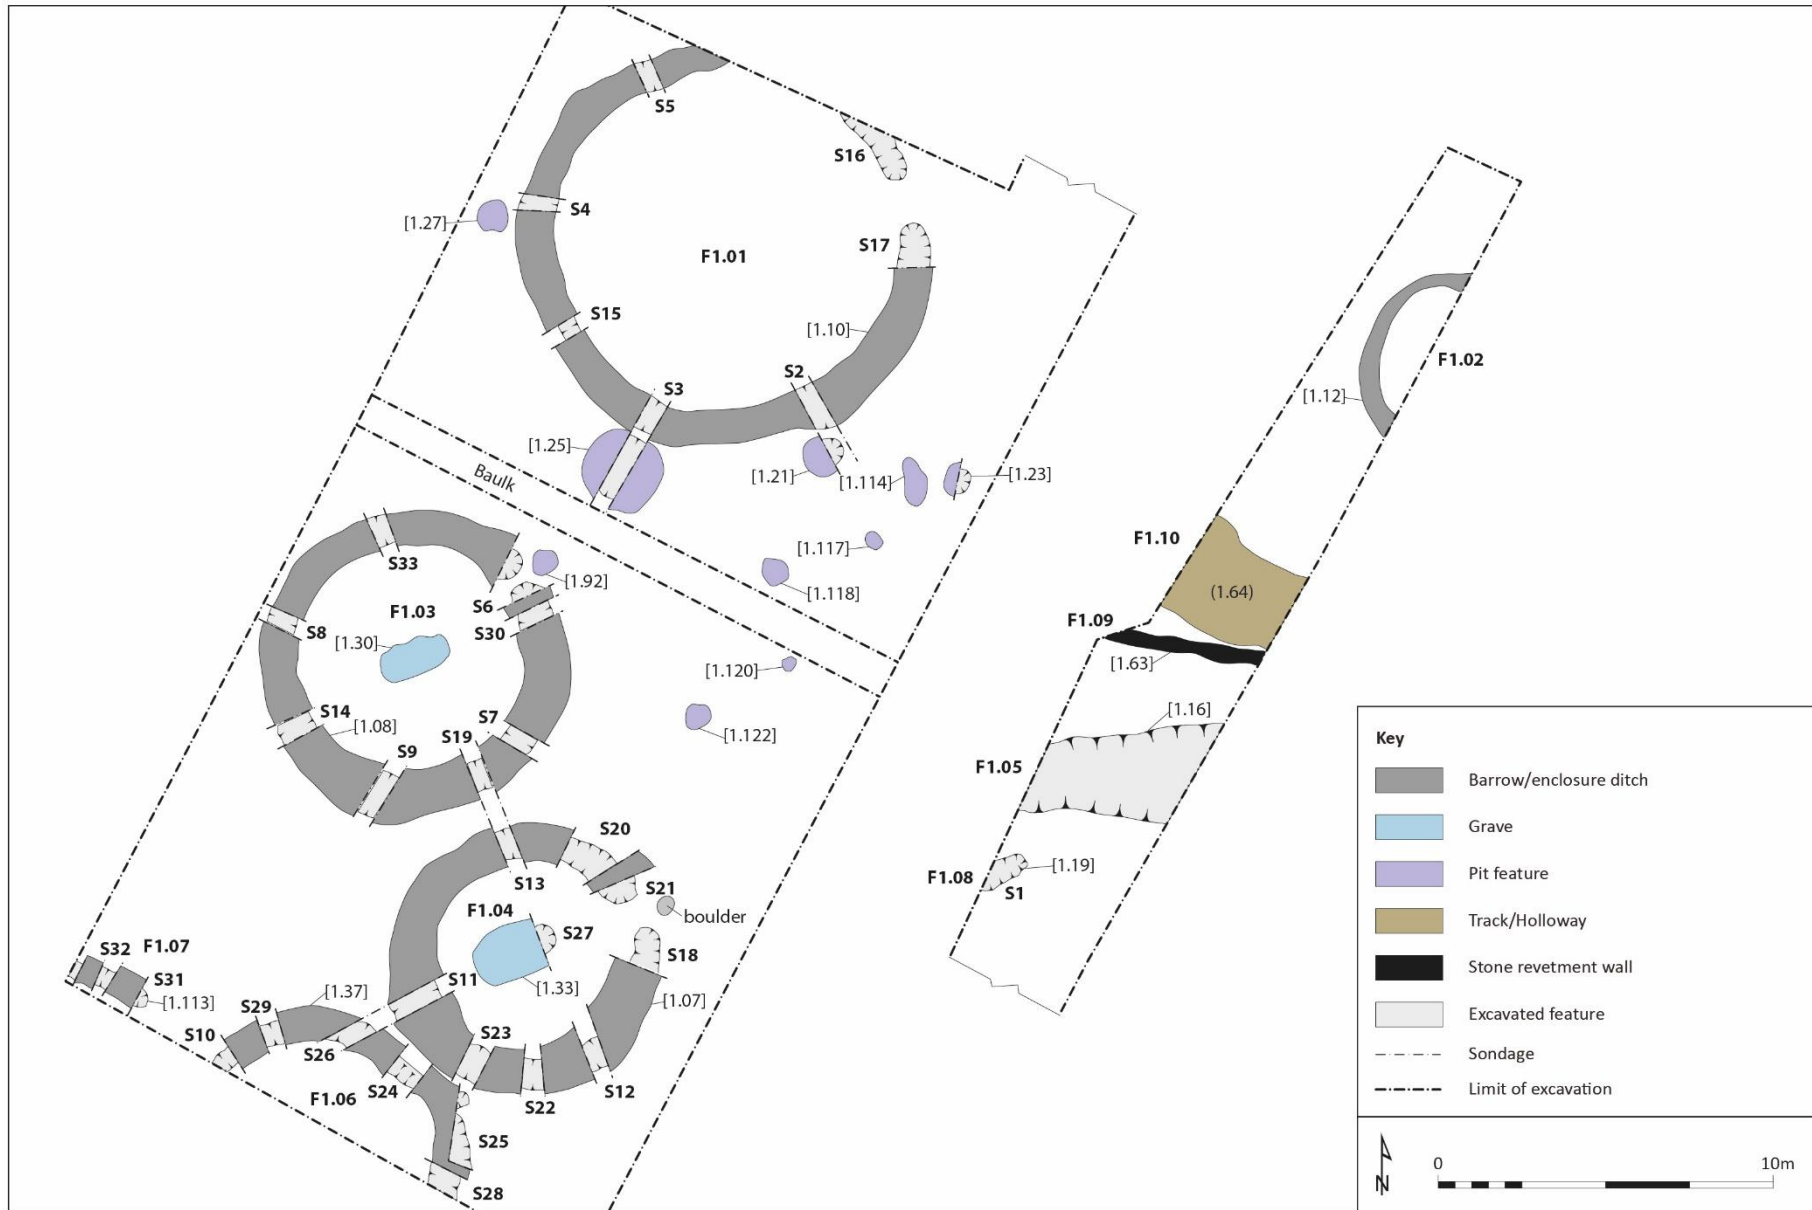 S5
S16
[1.27]
S4
S17
F1.01
S15
[1.10]
S3
S2
[1.25]
[1.21]
[1.114]
[1.23]
Baulk
[1.117]
[1.118]
S33
[1.92]
S6
F1.03
S30
S8
[1.30]
[1.120]
S14
[1.08]
S7
S19
[1.122]
S9
S20
S13
S21
boulder
F1.04
S27
S18
S11
[1.33]
[1.07]
S32
F1.07
S31
[1.113]
[1.37]
S29
S10
S26
S23
S24
F1.06
S22
S12
S25
S28
F1.02
[1.12]
F1.10
(1.64)
F1.09
[1.63]
[1.16]
F1.05
F1.08
[1.19]
S1
Key
Barrow/enclosure ditch
Grave
Pit feature
Track/Holloway
Stone revetment wall
Excavated feature
Sondage
Limit of excavation
N
0
10m